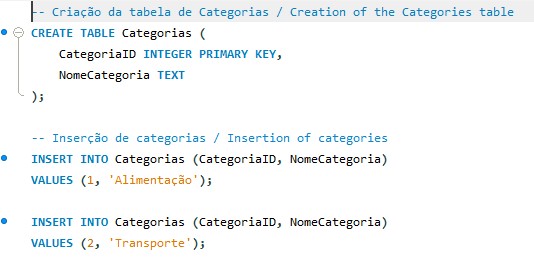 -- Criação da tabela de Categorias / Creation of the Categories table
CREATE TABLE Categorias (
CategoriaID INTEGER PRIMARY KEY,
NomeCategoria TEXT
);
-- Inserção de categorias / Insertion of categories
INSERT INTO Categorias (CategoriaID, NomeCategoria)
VALUES (1, 'Alimentação');
INSERT INTO Categorias (CategoriaID, NomeCategoria)
VALUES (2, 'Transporte');